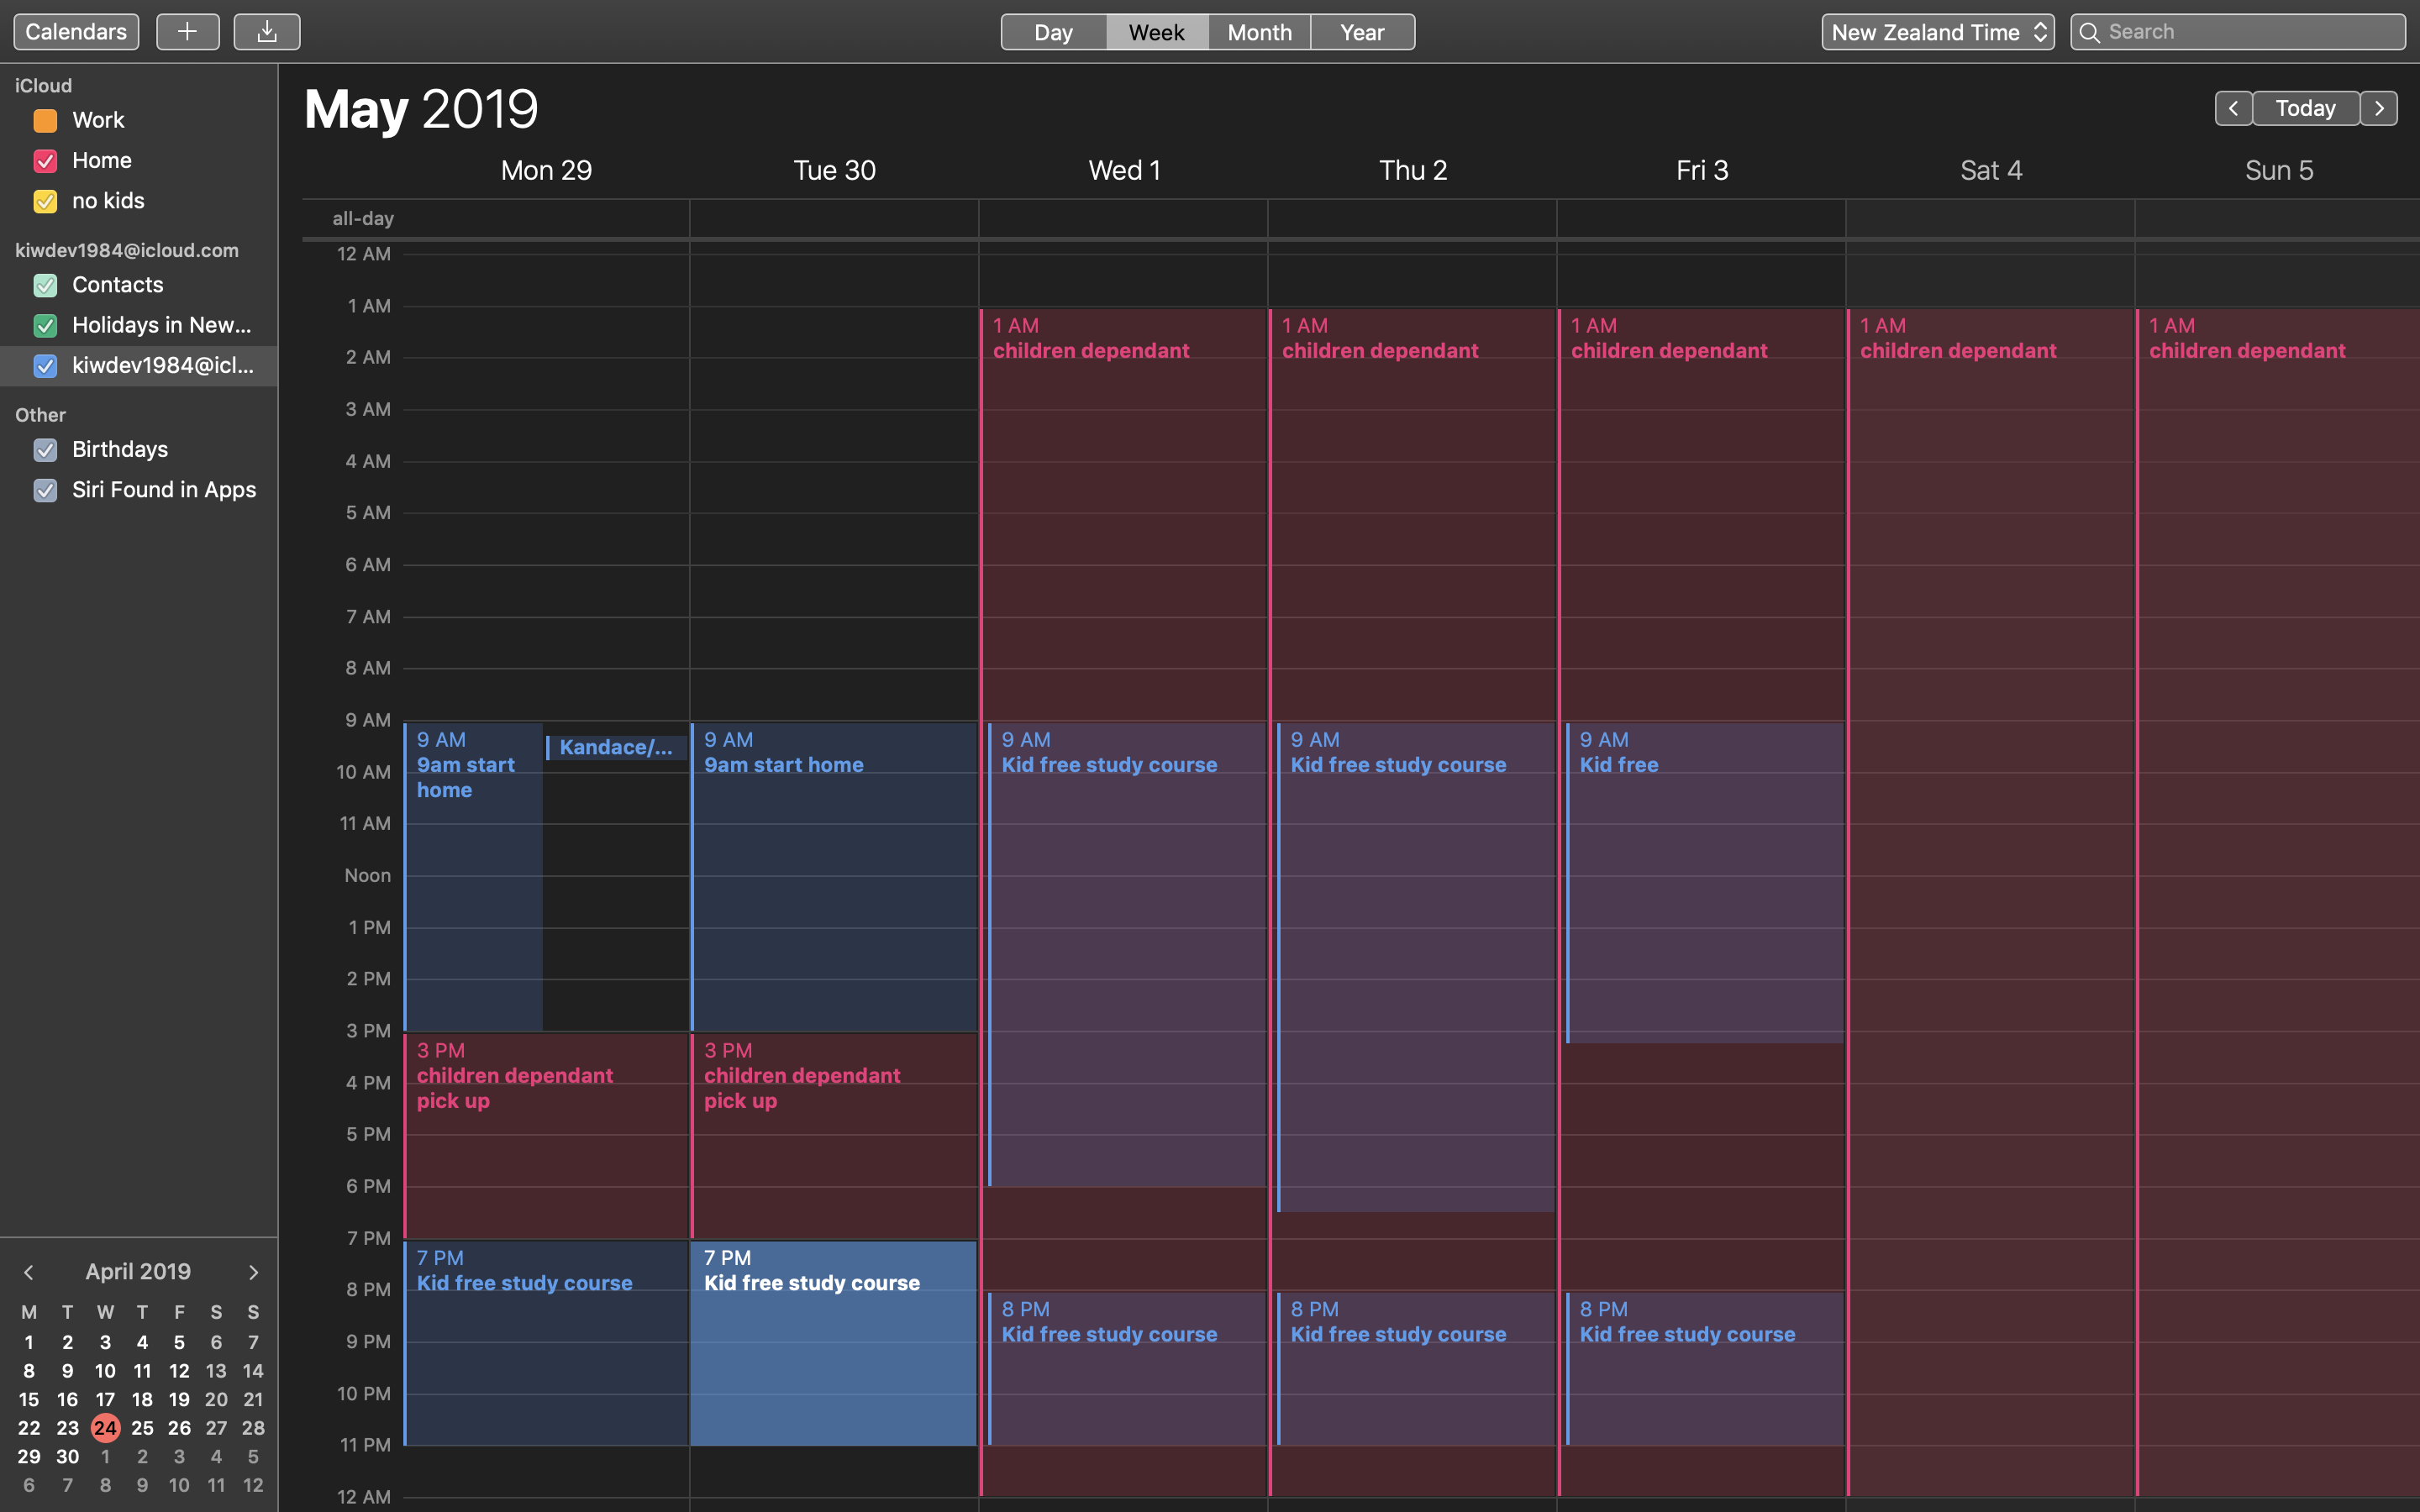 Calendars
Day Week Month Year
New Zealand Time
Search
iCloud
Work
Home
no kids
kiwdev1984@icloud.com
Contacts
Holidays in New...
kiwdev1984@icl...
Other
Birthdays
Siri Found in Apps
April 2019
M T W T F S S
1 2 3 4 5 6 7
8 9 10 11 12 13 14
15 16 17 18 19 20 21
22 23 24 25 26 27 28
29 30 1 2 3 4 5
6 7 8 9 10 11 12
May 2019
Today
Mon 29 Tue 30 Wed 1 Thu 2 Fri 3 Sat 4 Sun 5
all-day
12 AM
1 AM
2 AM
3 AM
4 AM
5 AM
6 AM
7 AM
8 AM
9 AM
10 AM
11 AM
Noon
1 PM
2 PM
3 PM
4 PM
5 PM
6 PM
7 PM
8 PM
9 PM
10 PM
11 PM
12 AM
9 AM
9am start
home
Kandace/...
3 PM
children dependant
pick up
7 PM
Kid free study course
9 AM
9am start home
3 PM
children dependant
pick up
7 PM
Kid free study course
1 AM
children dependant
9 AM
Kid free study course
8 PM
Kid free study course
1 AM
children dependant
9 AM
Kid free study course
8 PM
Kid free study course
1 AM
children dependant
9 AM
Kid free
8 PM
Kid free study course
1 AM
children dependant
1 AM
children dependant